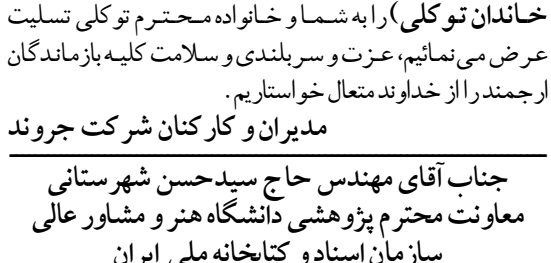 خاندان توکلی) را به شما و خانواده محترم توکلی تسلیت
عرض می‌نمائیم، عزت و سربلندی و سلامت کلیه بازماندگان
ارجمند را از خداوند متعال خواستاریم.
مدیران و کارکنان شرکت جروند
جناب آقای مهندس حاج سیدحسن شهرستانی
معاونت محترم پژوهشی دانشگاه هنر و مشاور عالی
سازمان اسناد و کتابخانه ملی ایران